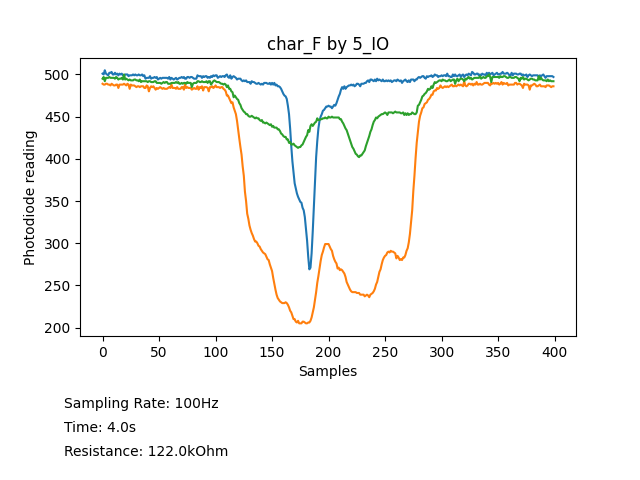 char_F by 5_IO
Photodiode reading
500
450
400
350
300
250
200
0 50 100 150 200 250 300 350 400
Samples
Sampling Rate: 100Hz
Time: 4.0s
Resistance: 122.0kOhm